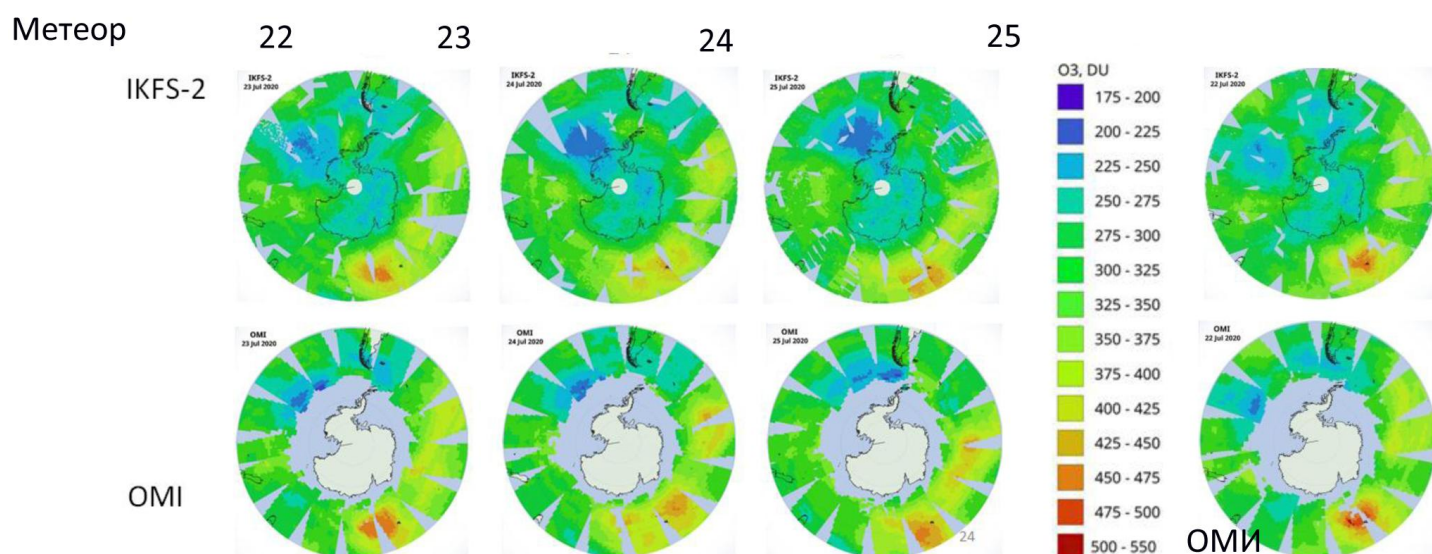 Метеор
22
23
24
25
IKFS-2
IKFS-2
23 Jul 2020
IKFS-2
24 Jul 2020
IKFS-2
25 Jul 2020
O3, DU
175 - 200
200 - 225
225 - 250
250 - 275
275 - 300
300 - 325
325 - 350
350 - 375
375 - 400
400 - 425
425 - 450
450 - 475
475 - 500
500 - 550
IKFS-2
22 Jul 2020
OMI
OMI
23 Jul 2020
OMI
24 Jul 2020
OMI
25 Jul 2020
24
OMI
22 Jul 2020
ОМИ